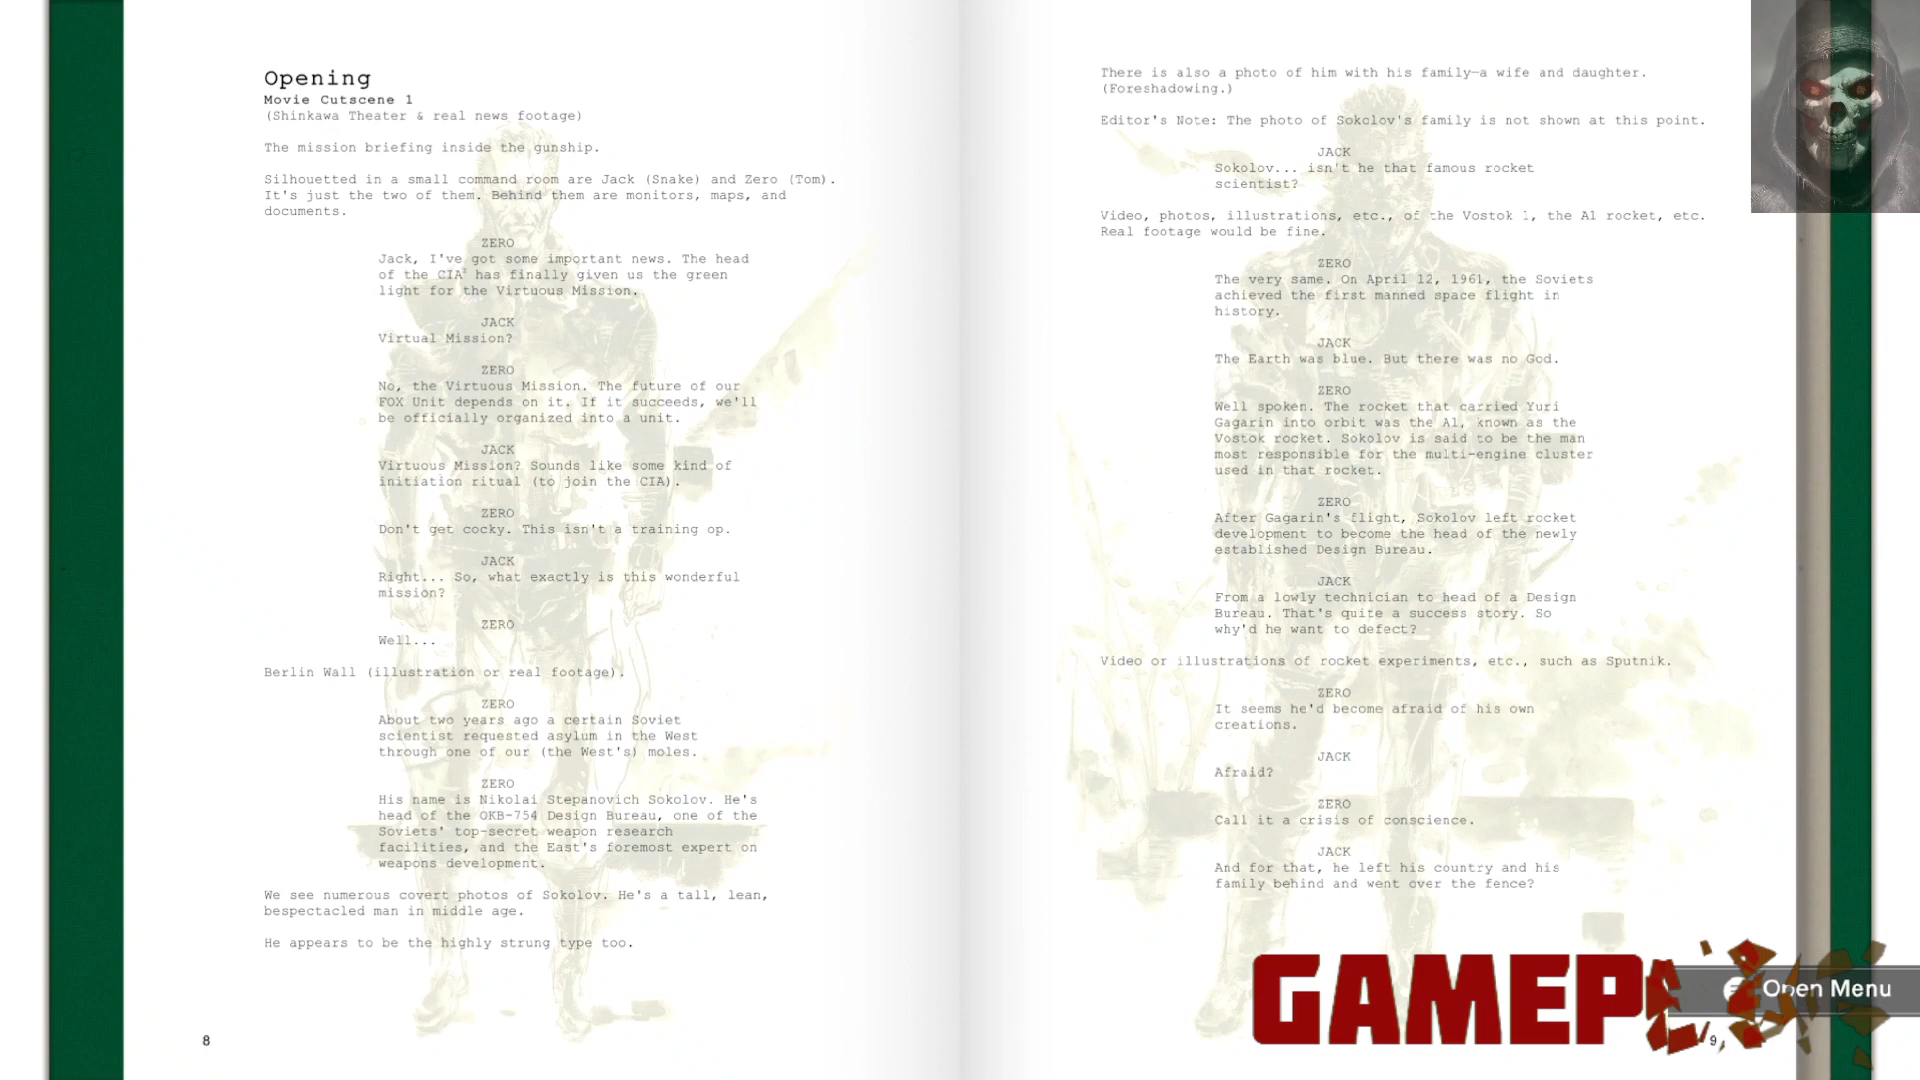 Opening
Movie Cutscene 1
(Shinkawa Theater & real news footage)
The mission briefing inside the gunship.
Silhouetted in a small command room are Jack (Snake) and Zero (Tom).
It's just the two of them. Behind them are monitors, maps, and
documents.
ZERO
Jack, I've got some important news. The head
of the CIA has finally given us the green
light for the Virtuous Mission.
JACK
Virtual Mission?
ZERO
No, the Virtuous Mission. The future of our
FOX Unit depends on it. If it succeeds, we'll
be officially organized into a unit.
JACK
Virtuous Mission? Sounds like some kind of
initiation ritual (to join the CIA).
ZERO
Don't get cocky. This isn't a training op.
JACK
Right... So, what exactly is this wonderful
mission?
ZERO
Well...
Berlin Wall (illustration or real footage).
ZERO
About two years ago a certain Soviet
scientist requested asylum in the West
through one of our (the West's) moles.
ZERO
His name is Nikolai Stepanovich Sokolov. He's
head of the OKB-754 Design Bureau, one of the
Soviets' top-secret weapon research
facilities, and the East's foremost expert on
weapons development.
We see numerous covert photos of Sokolov. He's a tall, lean,
bespectacled man in middle age.
He appears to be the highly strung type too.
8
There is also a photo of him with his family—a wife and daughter.
(Foreshadowing.)
Editor's Note: The photo of Sokolov's family is not shown at this point.
JACK
Sokolov... isn't he that famous rocket
scientist?
Video, photos, illustrations, etc., of the Vostok 1, the A1 rocket, etc.
Real footage would be fine.
ZERO
The very same. On April 12, 1961, the Soviets
achieved the first manned space flight in
history.
JACK
The Earth was blue. But there was no God.
ZERO
Well spoken. The rocket that carried Yuri
Gagarin into orbit was the A1, known as the
Vostok rocket. Sokolov is said to be the man
most responsible for the multi-engine cluster
used in that rocket.
ZERO
After Gagarin's flight, Sokolov left rocket
development to become the head of the newly
established Design Bureau.
JACK
From a lowly technician to head of a Design
Bureau. That's quite a success story. So
why'd he want to defect?
Video or illustrations of rocket experiments, etc., such as Sputnik.
ZERO
It seems he'd become afraid of his own
creations.
JACK
Afraid?
ZERO
Call it a crisis of conscience.
JACK
And for that, he left his country and his
family behind and went over the fence?
Open Menu
9